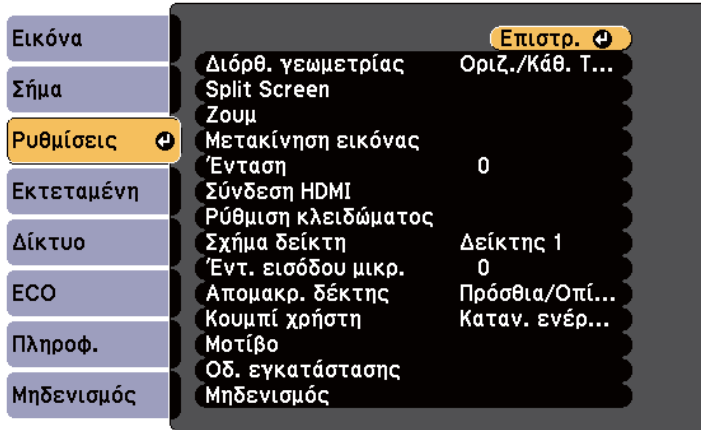 Εικόνα
Σήμα
Ρυθμίσεις
Εκτεταμένη
Δίκτυο
ECO
Πληροφ.
Μηδενισμός
Επιστρ.
Διόρθ. γεωμετρίας Οριζ./Κάθ. Τ...
Split Screen
Ζουμ
Μετακίνηση εικόνας
Ένταση 0
Σύνδεση HDMI
Ρύθμιση κλειδώματος
Σχήμα δείκτη Δείκτης 1
Έντ. εισόδου μικρ. 0
Απομακρ. δέκτης Πρόσθια/Οπί...
Κουμπί χρήστη Καταν. ενέρ...
Μοτίβο
Οδ. εγκατάστασης
Μηδενισμός